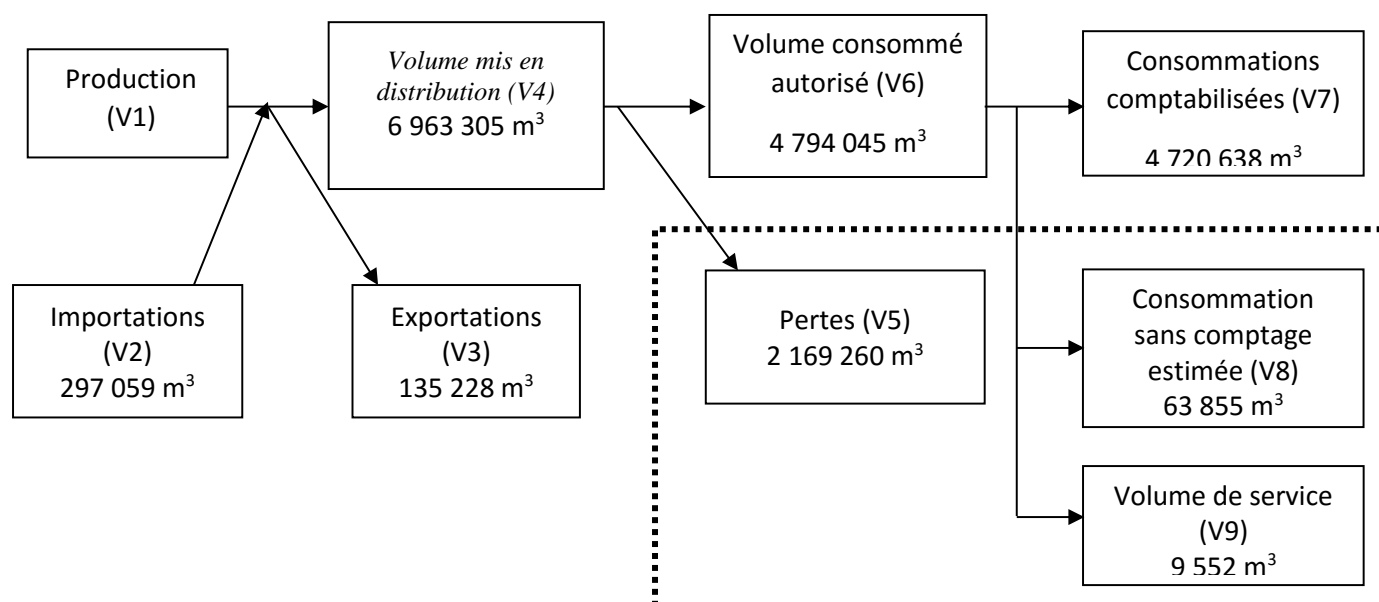 Production
(V1)
Volume mis en
distribution (V4)
6 963 305 m³
Volume consommé
autorisé (V6)
4 794 045 m³
Consommations
comptabilisées (V7)
4 720 638 m³
Importations
(V2)
297 059 m³
Exportations
(V3)
135 228 m³
Pertes (V5)
2 169 260 m³
Consommation
sans comptage
estimée (V8)
63 855 m³
Volume de service
(V9)
9 552 m³